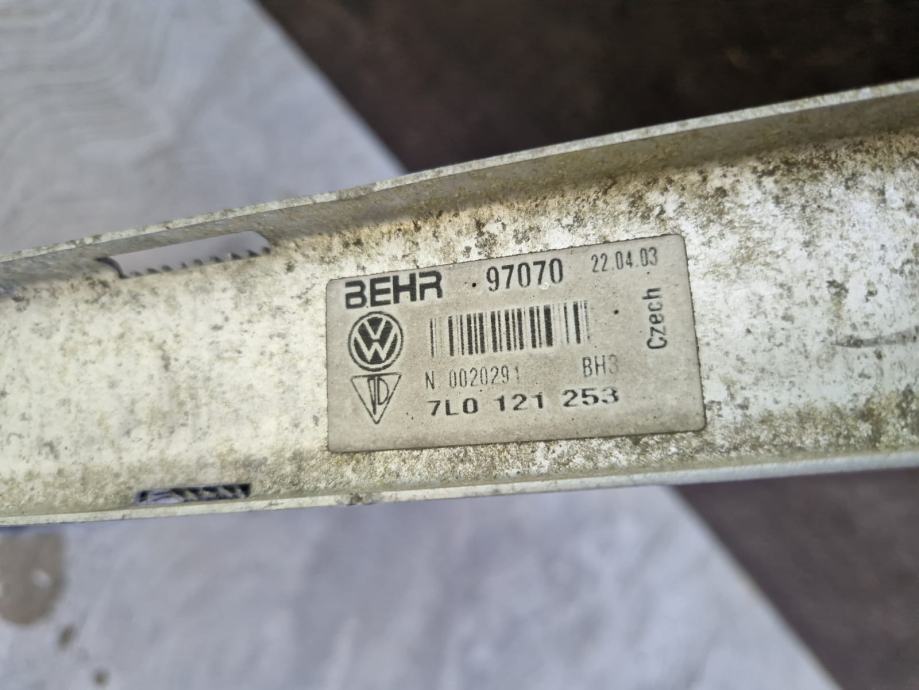 BEHR 97070 22.04.03
Czech
N 0020291 BH3
7L0 121 253